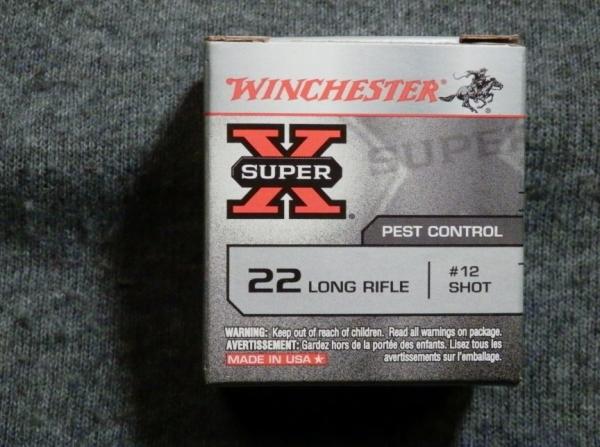 WINCHESTER®
SUPER
X
SUPER
®
PEST CONTROL
22 LONG RIFLE
#12
SHOT
WARNING: Keep out of reach of children. Read all warnings on package.
AVERTISSEMENT: Gardez hors de la portée des enfants. Lisez tous les
avertissements sur l'emballage.
MADE IN USA ★